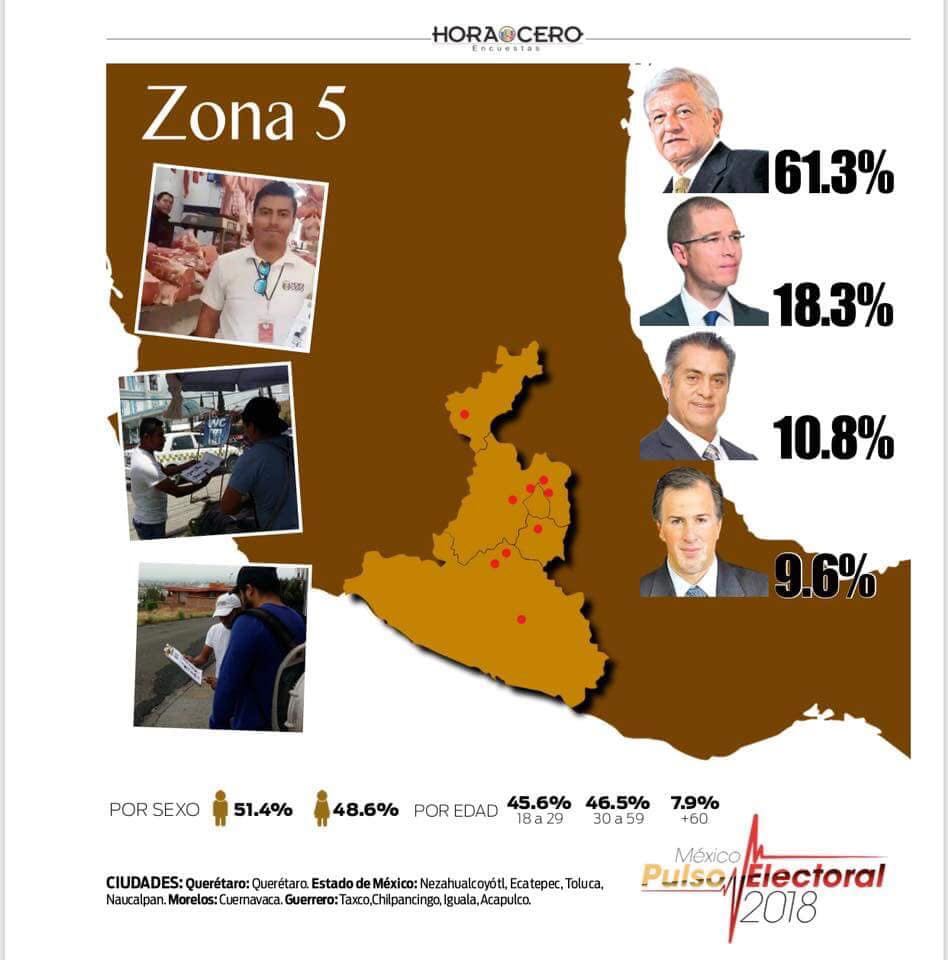 HORA CERO
Encuestas
Zona 5
61.3%
18.3%
10.8%
9.6%
WC
POR SEXO 51.4% 48.6% POR EDAD 45.6% 46.5% 7.9%
18 a 29 30 a 59 +60
México
Pulso Electoral
2018
CIUDADES: Querétaro: Querétaro. Estado de México: Nezahualcoyótl, Ecatepec, Toluca,
Naucalpan. Morelos: Cuernavaca. Guerrero: Taxco,Chilpancingo, Iguala,Acapulco.